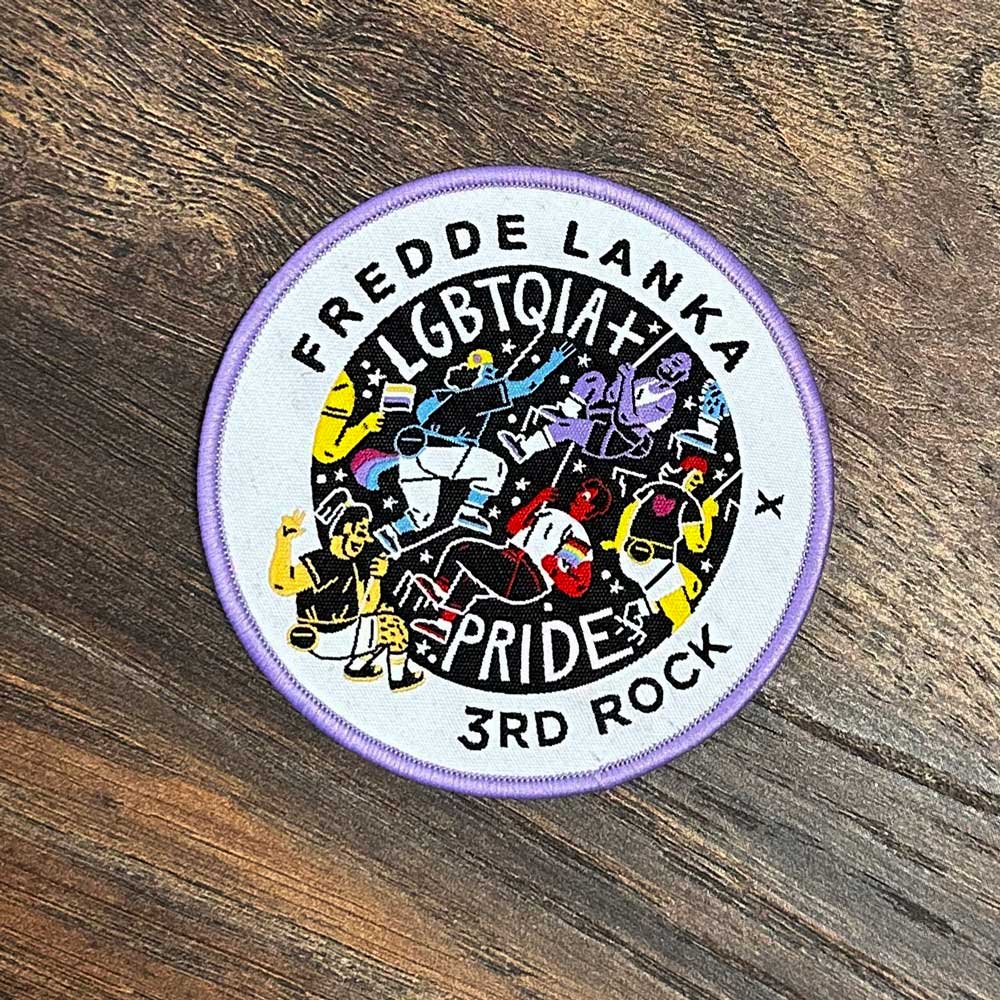 FREDDE LANKA
X
3RD ROCK
LGBTQIA+
PRIDE